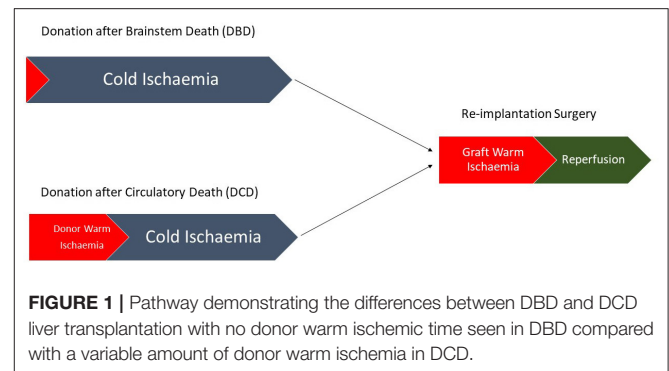 Donation after Brainstem Death (DBD)
Cold Ischaemia
Re-implantation Surgery
Graft Warm
Ischaemia
Reperfusion
Donation after Circulatory Death (DCD)
Donor Warm
Ischaemia
Cold Ischaemia
FIGURE 1 | Pathway demonstrating the differences between DBD and DCD
liver transplantation with no donor warm ischemic time seen in DBD compared
with a variable amount of donor warm ischemia in DCD.